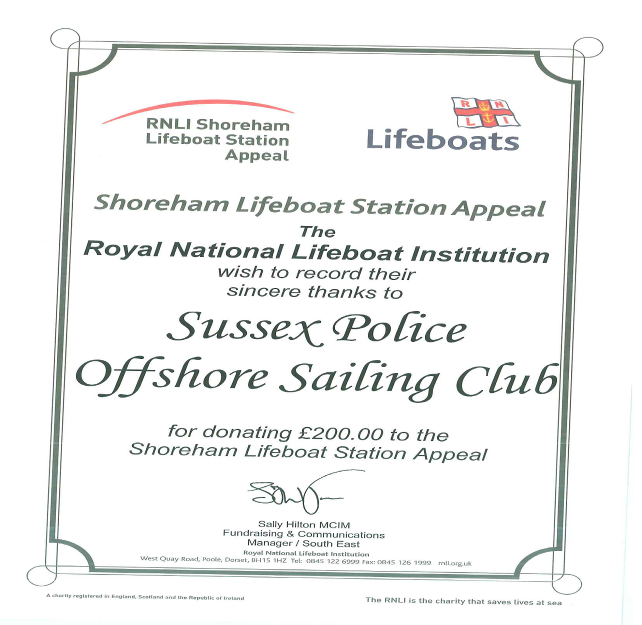 RNLI Shoreham
Lifeboat Station
Appeal
R N
L I
Lifeboats
Shoreham Lifeboat Station Appeal
The
Royal National Lifeboat Institution
wish to record their
sincere thanks to
Sussex Police
Offshore Sailing Club
for donating £200.00 to the
Shoreham Lifeboat Station Appeal
Sally Hilton MCIM
Fundraising & Communications
Manager / South East
Royal National Lifeboat Institution
West Quay Road, Poole, Dorset, BH15 1HZ Tel: 0845 122 6999 Fax: 0845 126 1999 rnli.org.uk
A charity registered in England, Scotland and the Republic of Ireland
The RNLI is the charity that saves lives at sea